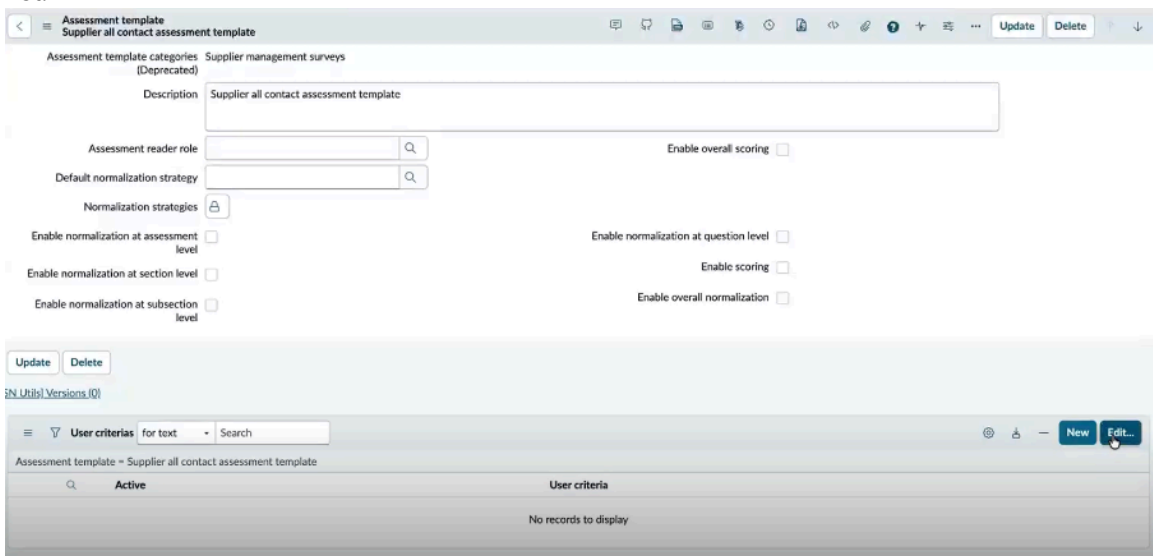 Assessment template
Supplier all contact assessment template
Update Delete
Assessment template categories Supplier management surveys
(Deprecated)
Description Supplier all contact assessment template
Assessment reader role Enable overall scoring
Default normalization strategy
Normalization strategies
Enable normalization at assessment Enable normalization at question level
level
Enable normalization at section level Enable scoring
Enable normalization at subsection Enable overall normalization
level
Update Delete
SN Utils] Versions (0)
User criterias for text Search New Edit...
Assessment template = Supplier all contact assessment template
Active User criteria
No records to display